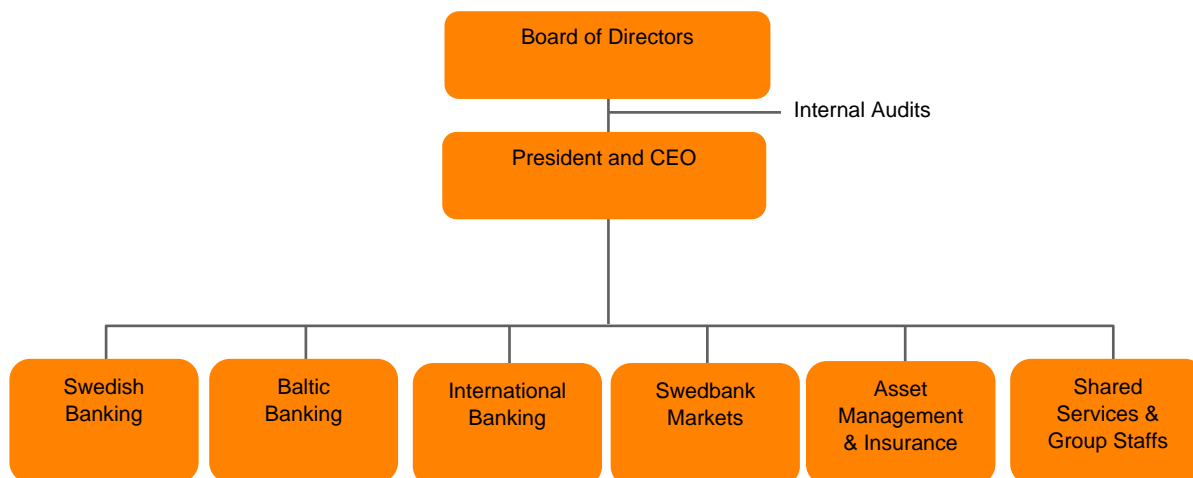 Board of Directors
Internal Audits
President and CEO
Swedish
Banking
Baltic
Banking
International
Banking
Swedbank
Markets
Asset
Management
& Insurance
Shared
Services &
Group Staffs